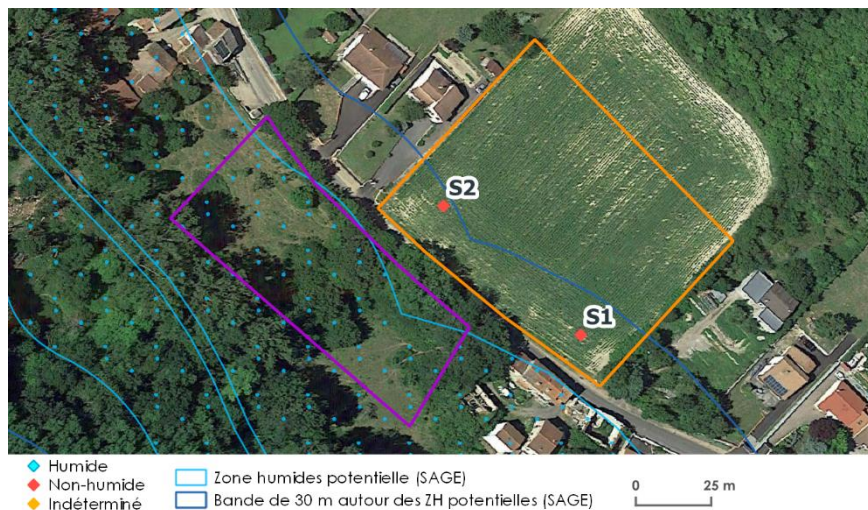 S2
S1
Humide
Non-humide
Indéterminé
Zone humides potentielle (SAGE)
Bande de 30 m autour des ZH potentielles (SAGE)
0 25 m